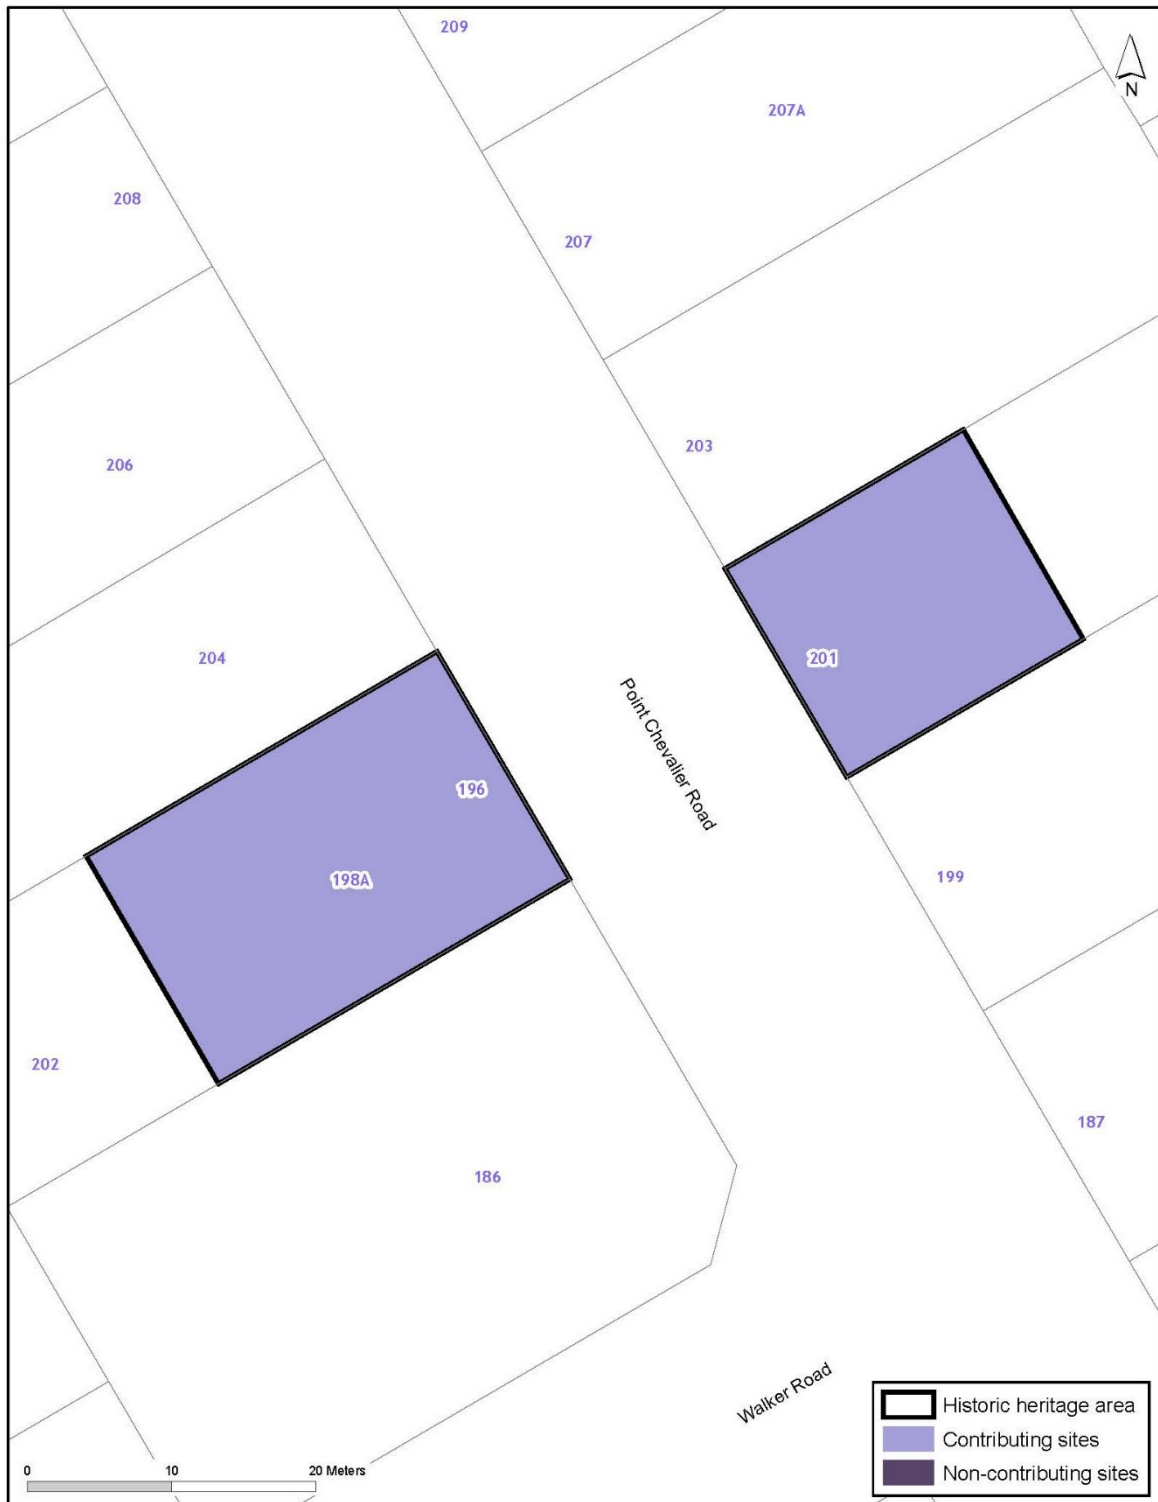 209
207A
N
208
207
203
206
204
201
Point Chevalier Road
196
198A
199
202
187
186
Walker Road
Historic heritage area
Contributing sites
Non-contributing sites
0 10 20 Meters